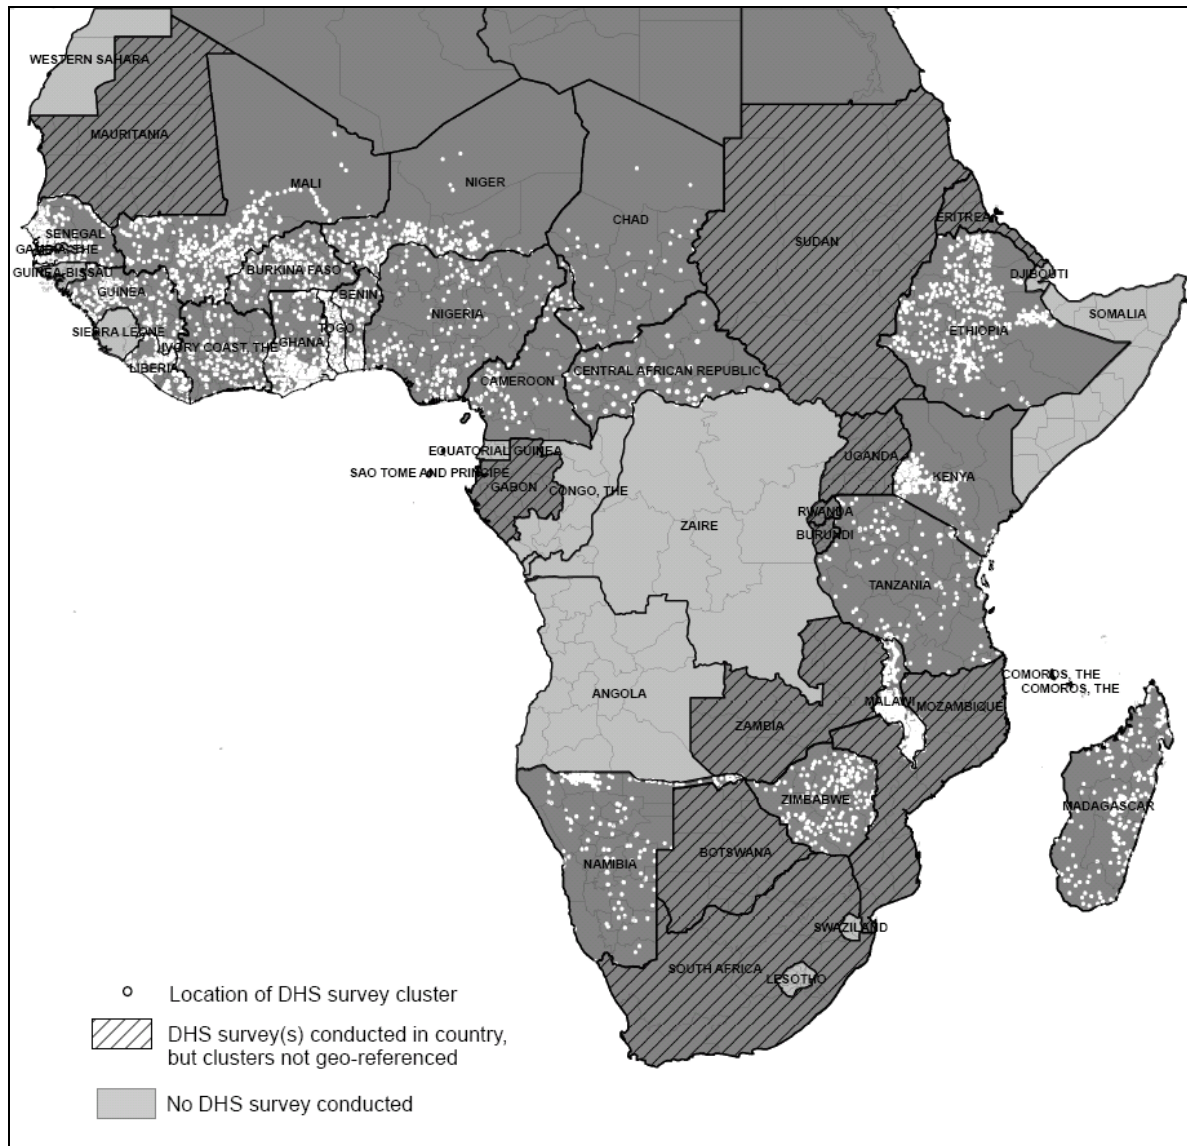 WESTERN SAHARA
MAURITANIA
MALI
NIGER
CHAD
SUDAN
ERITREA
SENEGAL
GAMBIA, THE
GUINEA-BISSAU
GUINEA
BURKINA FASO
BENIN
DJIBOUTI
SOMALIA
NIGERIA
ETHIOPIA
SIERRA LEONE
IVORY COAST, THE
GHANA
TOGO
LIBERIA
CAMEROON
CENTRAL AFRICAN REPUBLIC
EQUATORIAL GUINEA
UGANDA
SAO TOME AND PRINCIPE
GABON
CONGO, THE
KENYA
ZAIRE
RWANDA
BURUNDI
TANZANIA
ANGOLA
COMOROS, THE
COMOROS, THE
MALAWI
MOZAMBIQUE
ZAMBIA
ZIMBABWE
MADAGASCAR
BOTSWANA
NAMIBIA
SWAZILAND
SOUTH AFRICA
LESOTHO
Location of DHS survey cluster
DHS survey(s) conducted in country,
but clusters not geo-referenced
No DHS survey conducted